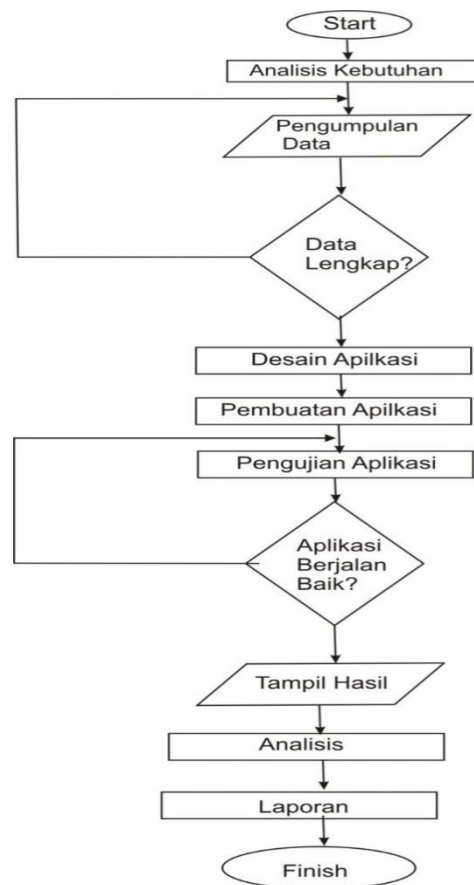 Start
Analisis Kebutuhan
Pengumpulan
Data
Data
Lengkap?
Desain Apilkasi
Pembuatan Apilkasi
Pengujian Aplikasi
Aplikasi
Berjalan
Baik?
Tampil Hasil
Analisis
Laporan
Finish